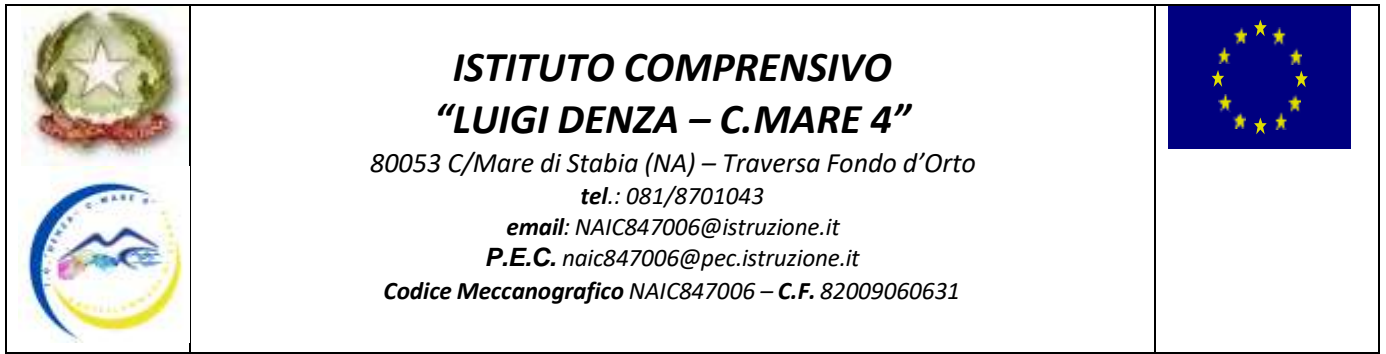 ISTITUTO COMPRENSIVO
“LUIGI DENZA – C.MARE 4”
80053 C/Mare di Stabia (NA) – Traversa Fondo d’Orto
tel.: 081/8701043
email: NAIC847006@istruzione.it
P.E.C. naic847006@pec.istruzione.it
Codice Meccanografico NAIC847006 – C.F. 82009060631